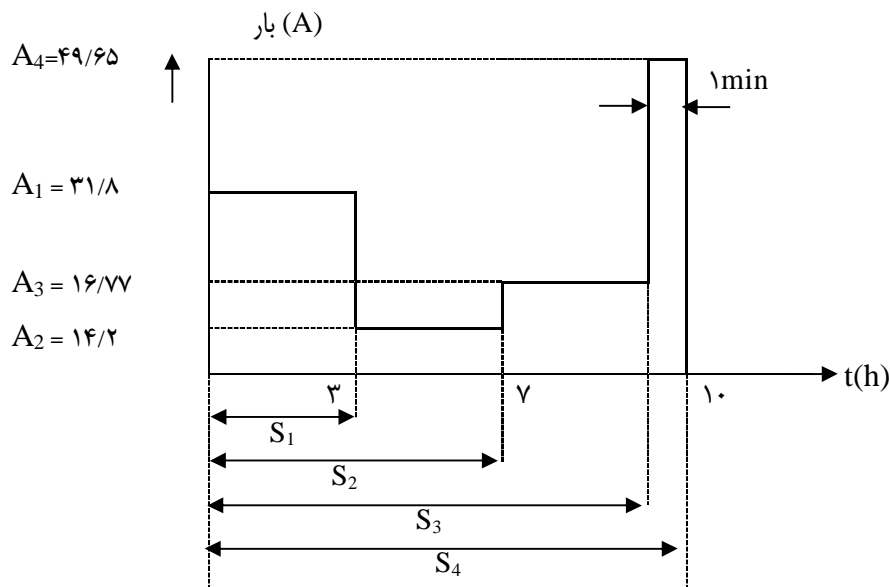 بار (A)
A4=۴۹/۶۵
۱min
A1 = ۳۱/۸
A3 = ۱۶/۷۷
A2 = ۱۴/۲
۳ ۷ ۱۰ t(h)
S1
S2
S3
S4